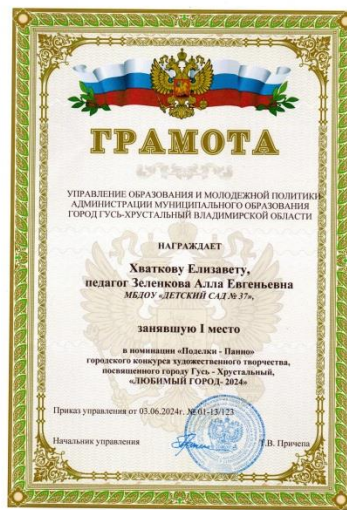 ГРАМОТА
УПРАВЛЕНИЕ ОБРАЗОВАНИЯ И МОЛОДЕЖНОЙ ПОЛИТИКИ
АДМИНИСТРАЦИИ МУНИЦИПАЛЬНОГО ОБРАЗОВАНИЯ
ГОРОД ГУСЬ-ХРУСТАЛЬНЫЙ ВЛАДИМИРСКОЙ ОБЛАСТИ
НАГРАЖДАЕТ
Хваткову Елизавету,
педагог Зеленкова Алла Евгеньевна
МБДОУ «ДЕТСКИЙ САД № 37»,
занявшую I место
в номинации «Поделки - Панно»
городского конкурса художественного творчества,
посвященного городу Гусь - Хрустальный,
«ЛЮБИМЫЙ ГОРОД- 2024»
Приказ управления от 03.06.2024г. № 01-13/123
Начальник управления Т.В. Причепа